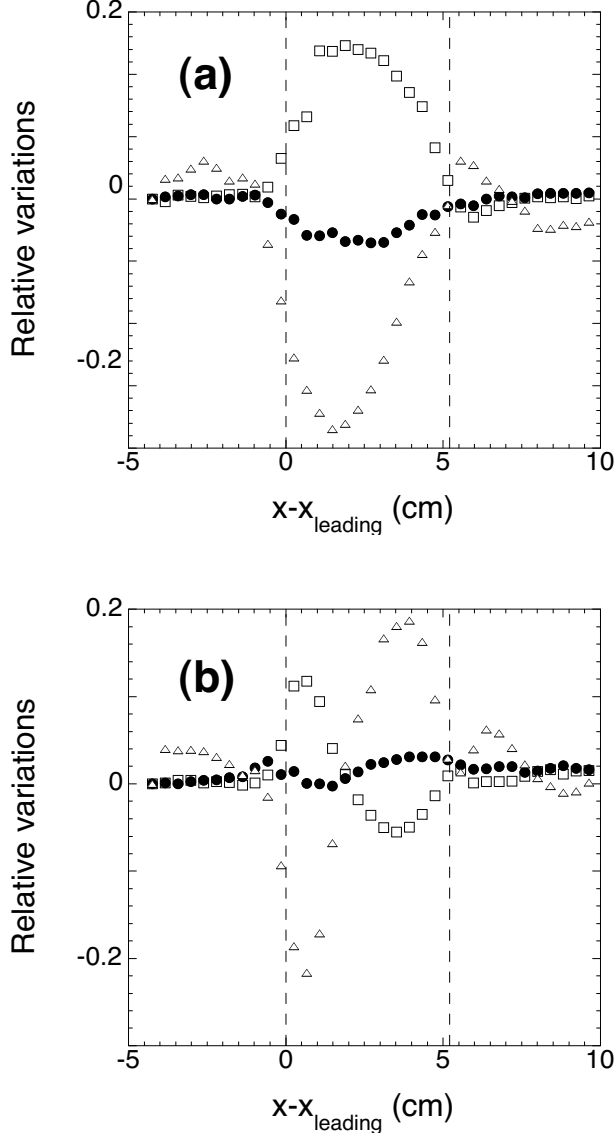 0.2
(a)
0
Relative variations
-0.2
-5 0 5 10
x-x_leading (cm)
0.2
(b)
0
Relative variations
-0.2
-5 0 5 10
x-x_leading (cm)